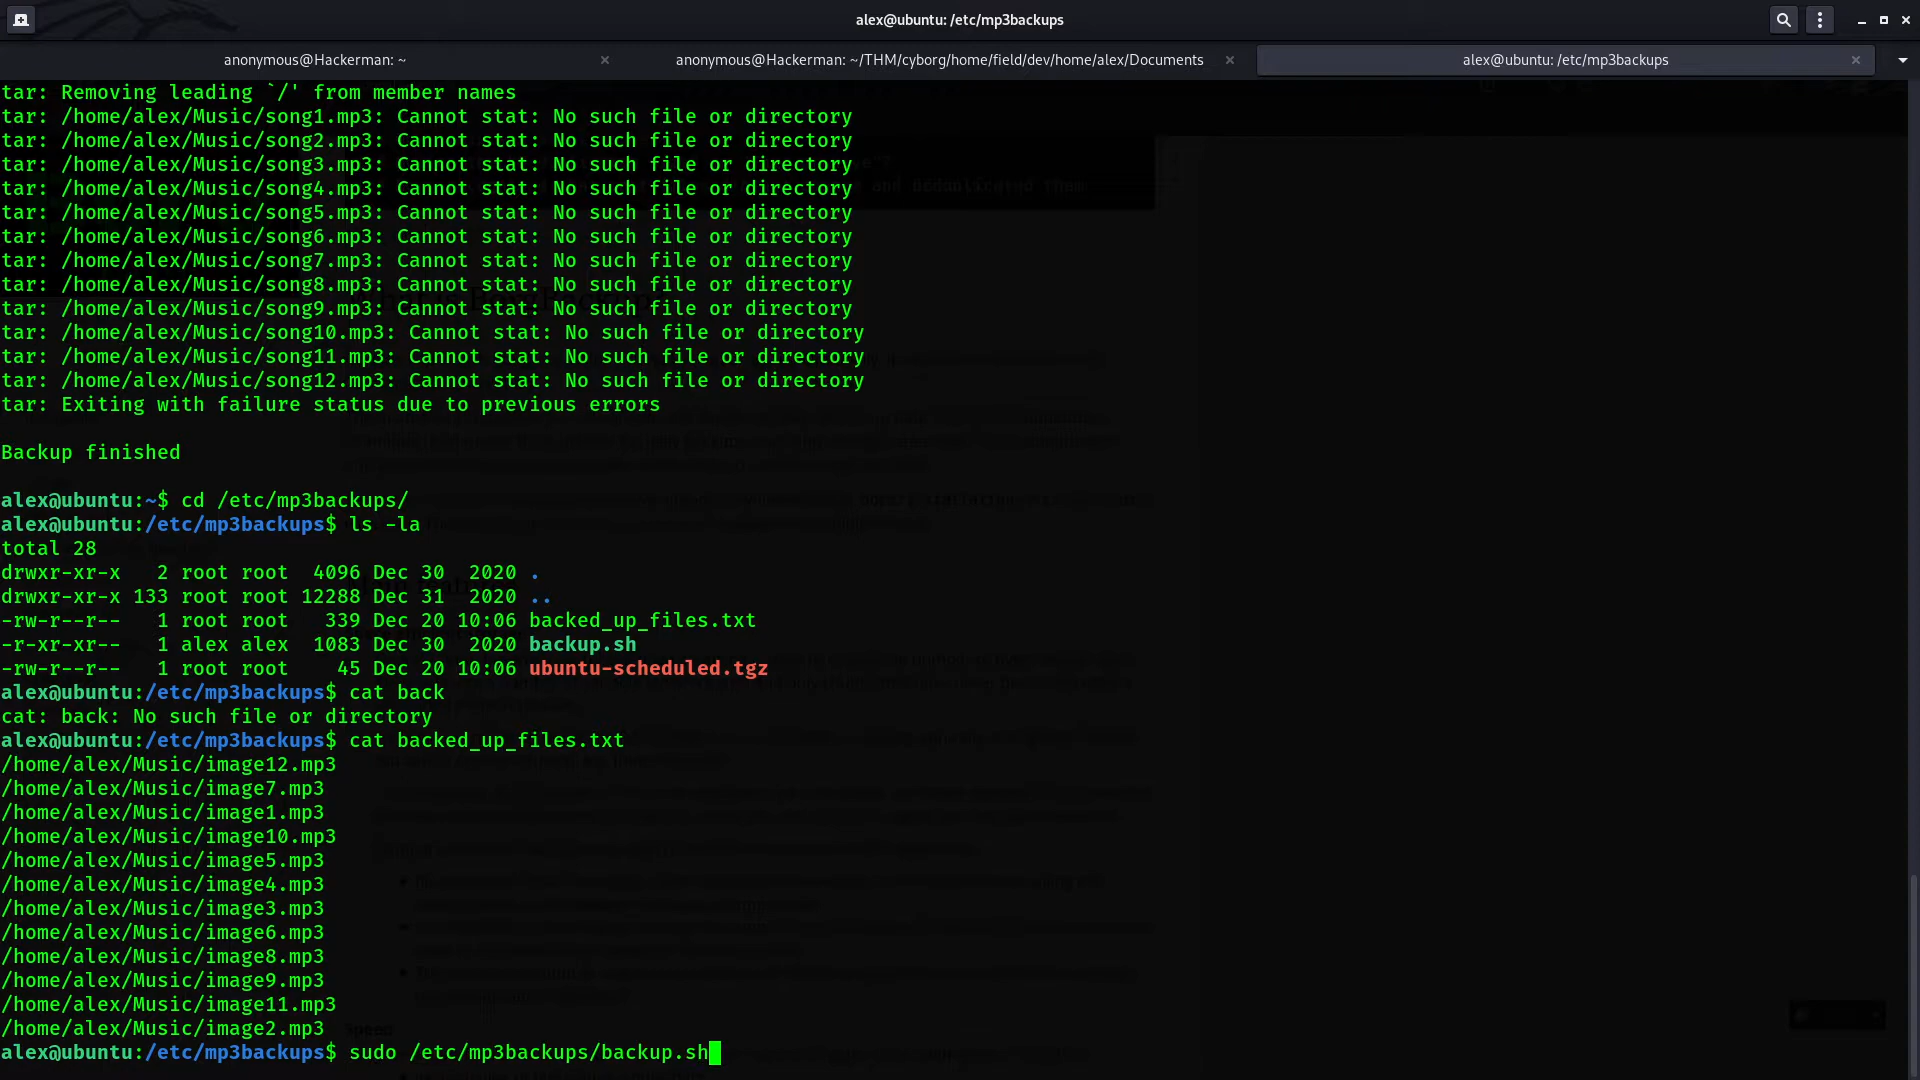 alex@ubuntu: /etc/mp3backups
anonymous@Hackerman: ~
anonymous@Hackerman: ~/THM/cyborg/home/field/dev/home/alex/Documents
alex@ubuntu: /etc/mp3backups
tar: Removing leading `/' from member names
tar: /home/alex/Music/song1.mp3: Cannot stat: No such file or directory
tar: /home/alex/Music/song2.mp3: Cannot stat: No such file or directory
tar: /home/alex/Music/song3.mp3: Cannot stat: No such file or directory
tar: /home/alex/Music/song4.mp3: Cannot stat: No such file or directory
tar: /home/alex/Music/song5.mp3: Cannot stat: No such file or directory
tar: /home/alex/Music/song6.mp3: Cannot stat: No such file or directory
tar: /home/alex/Music/song7.mp3: Cannot stat: No such file or directory
tar: /home/alex/Music/song8.mp3: Cannot stat: No such file or directory
tar: /home/alex/Music/song9.mp3: Cannot stat: No such file or directory
tar: /home/alex/Music/song10.mp3: Cannot stat: No such file or directory
tar: /home/alex/Music/song11.mp3: Cannot stat: No such file or directory
tar: /home/alex/Music/song12.mp3: Cannot stat: No such file or directory
tar: Exiting with failure status due to previous errors
Backup finished
alex@ubuntu:~$ cd /etc/mp3backups/
alex@ubuntu:/etc/mp3backups$ ls -la
total 28
drwxr-xr-x   2 root root  4096 Dec 30  2020 .
drwxr-xr-x 133 root root 12288 Dec 31  2020 ..
-rw-r--r--   1 root root   339 Dec 20 10:06 backed_up_files.txt
-r-xr-xr--   1 alex alex  1083 Dec 30  2020 backup.sh
-rw-r--r--   1 root root    45 Dec 20 10:06 ubuntu-scheduled.tgz
alex@ubuntu:/etc/mp3backups$ cat back
cat: back: No such file or directory
alex@ubuntu:/etc/mp3backups$ cat backed_up_files.txt
/home/alex/Music/image12.mp3
/home/alex/Music/image7.mp3
/home/alex/Music/image1.mp3
/home/alex/Music/image10.mp3
/home/alex/Music/image5.mp3
/home/alex/Music/image4.mp3
/home/alex/Music/image3.mp3
/home/alex/Music/image6.mp3
/home/alex/Music/image8.mp3
/home/alex/Music/image9.mp3
/home/alex/Music/image11.mp3
/home/alex/Music/image2.mp3
alex@ubuntu:/etc/mp3backups$ sudo /etc/mp3backups/backup.sh